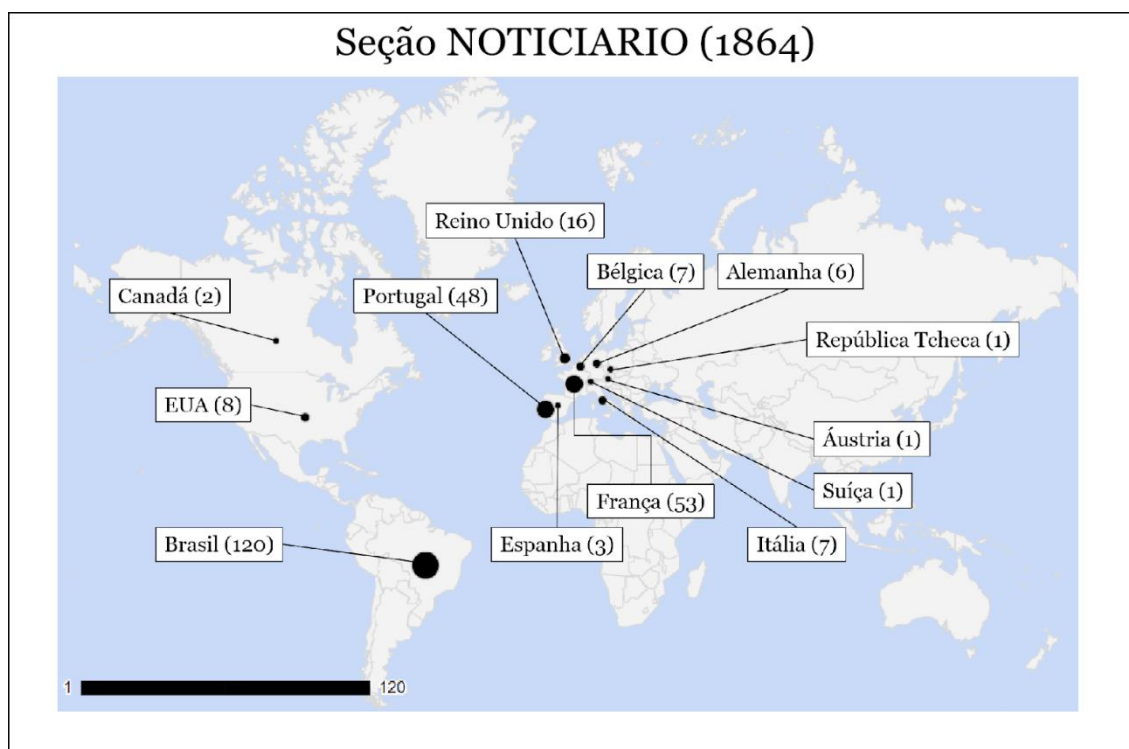 Seção NOTICIARIO (1864)
Reino Unido (16)
Bélgica (7)
Alemanha (6)
Canadá (2)
Portugal (48)
República Tcheca (1)
EUA (8)
Áustria (1)
Suíça (1)
França (53)
Brasil (120)
Espanha (3)
Itália (7)
1
120